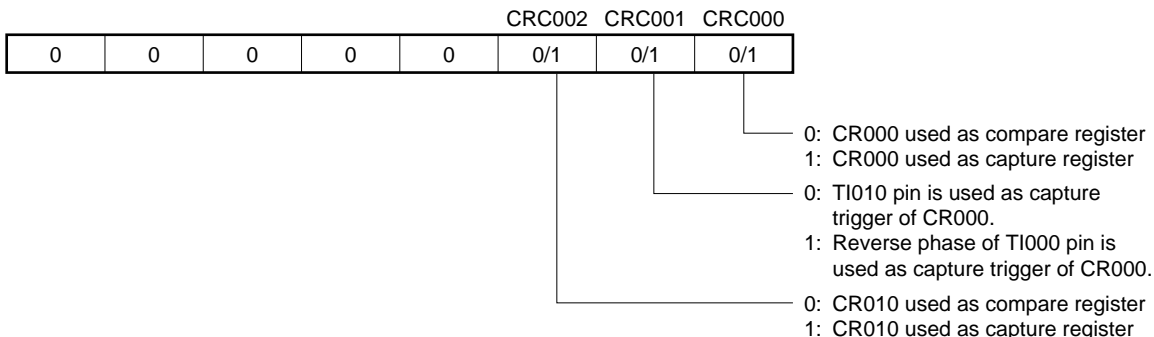 CRC002 CRC001 CRC000
0 0 0 0 0 0/1 0/1 0/1
0: CR000 used as compare register
1: CR000 used as capture register
0: TI010 pin is used as capture
trigger of CR000.
1: Reverse phase of TI000 pin is
used as capture trigger of CR000.
0: CR010 used as compare register
1: CR010 used as capture register